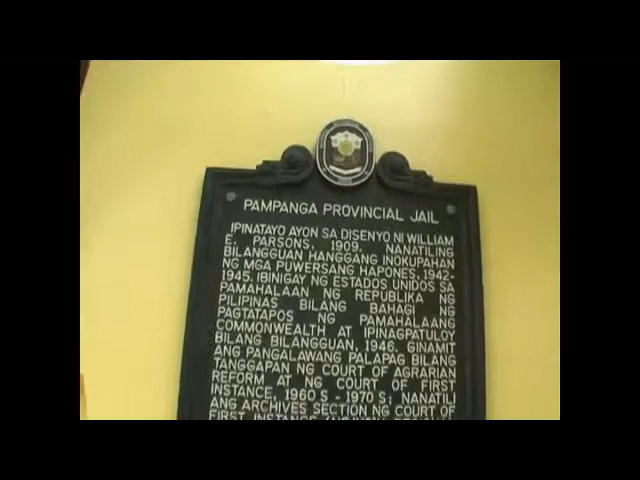 PAMPANGA PROVINCIAL JAIL
IPINATAYO AYON SA DISENYO NI WILLIAM
E. PARSONS, 1909. NANATILING
BILANGGUAN HANGGANG INOKUPAHAN
NG MGA PUWERSANG HAPONES, 1942-
1945. IBINIGAY NG ESTADOS UNIDOS SA
PAMAHALAAN NG REPUBLIKA NG
PILIPINAS BILANG BAHAGI NG
PAGTATAPOS NG PAMAHALAANG
COMMONWEALTH AT IPINAGPATULOY
BILANG BILANGGUAN, 1946. GINAMIT
ANG PANGALAWANG PALAPAG BILANG
TANGGAPAN NG COURT OF AGRARIAN
REFORM AT NG COURT OF FIRST
INSTANCE, 1960 S - 1970 S; NANATILI
ANG ARCHIVES SECTION NG COURT OF
FIRST INSTANCE